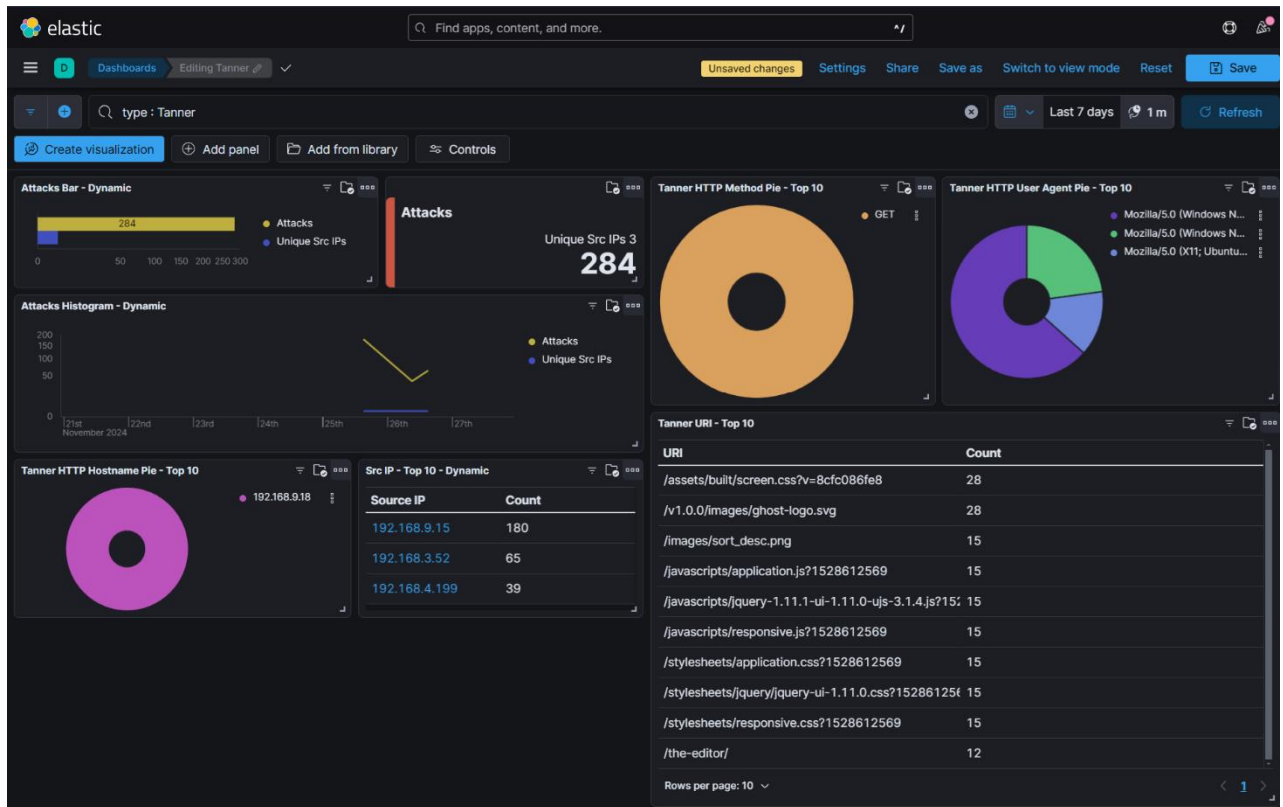 elastic
Find apps, content, and more.
^/
D
Dashboards
Editing Tanner
Unsaved changes
Settings
Share
Save as
Switch to view mode
Reset
Save
type : Tanner
Last 7 days
1 m
Refresh
Create visualization
Add panel
Add from library
Controls
Attacks Bar - Dynamic
284
0 50 100 150 200 250 300
Attacks
Unique Src IPs
Attacks
Unique Src IPs 3
284
Tanner HTTP Method Pie - Top 10
GET
Tanner HTTP User Agent Pie - Top 10
Mozilla/5.0 (Windows N...
Mozilla/5.0 (Windows N...
Mozilla/5.0 (X11; Ubuntu...
Attacks Histogram - Dynamic
200
150
100
50
0
21st 22nd 23rd 24th 25th 26th 27th
November 2024
Attacks
Unique Src IPs
Tanner HTTP Hostname Pie - Top 10
192.168.9.18
Src IP - Top 10 - Dynamic
Source IP Count
192.168.9.15 180
192.168.3.52 65
192.168.4.199 39
Tanner URI - Top 10
URI Count
/assets/built/screen.css?v=8cfc086fe8 28
/v1.0.0/images/ghost-logo.svg 28
/images/sort_desc.png 15
/javascripts/application.js?1528612569 15
/javascripts/jquery-1.11.1-ui-1.11.0-ujs-3.1.4.js?152 15
/javascripts/responsive.js?1528612569 15
/stylesheets/application.css?1528612569 15
/stylesheets/jquery/jquery-ui-1.11.0.css?152861256 15
/stylesheets/responsive.css?1528612569 15
/the-editor/ 12
Rows per page: 10
1